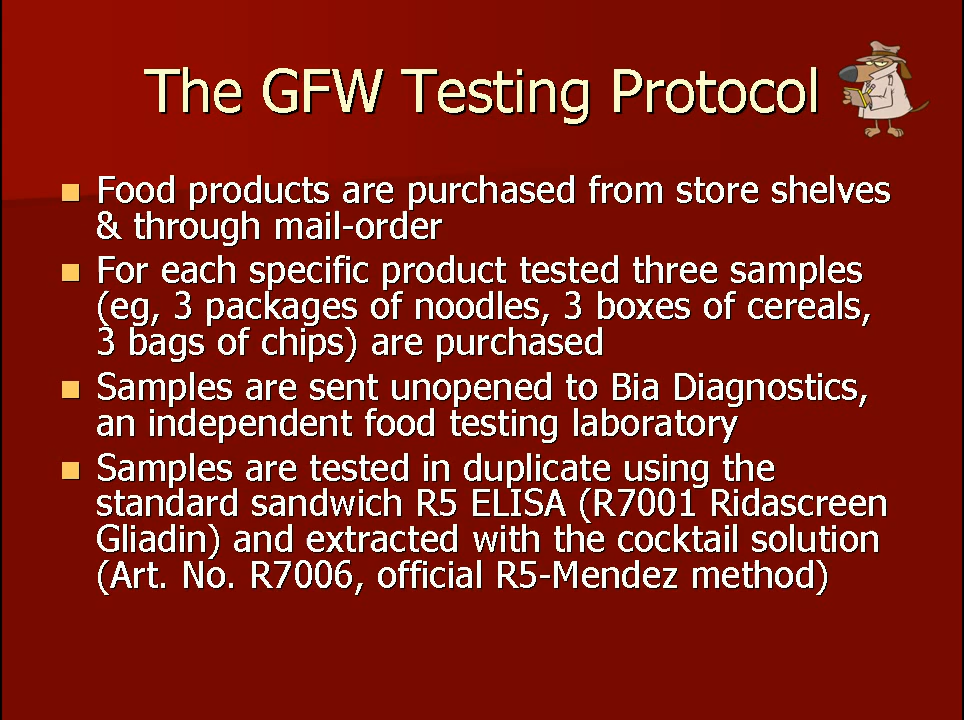 The GFW Testing Protocol
Food products are purchased from store shelves
& through mail-order
For each specific product tested three samples
(eg, 3 packages of noodles, 3 boxes of cereals,
3 bags of chips) are purchased
Samples are sent unopened to Bia Diagnostics,
an independent food testing laboratory
Samples are tested in duplicate using the
standard sandwich R5 ELISA (R7001 Ridascreen
Gliadin) and extracted with the cocktail solution
(Art. No. R7006, official R5-Mendez method)